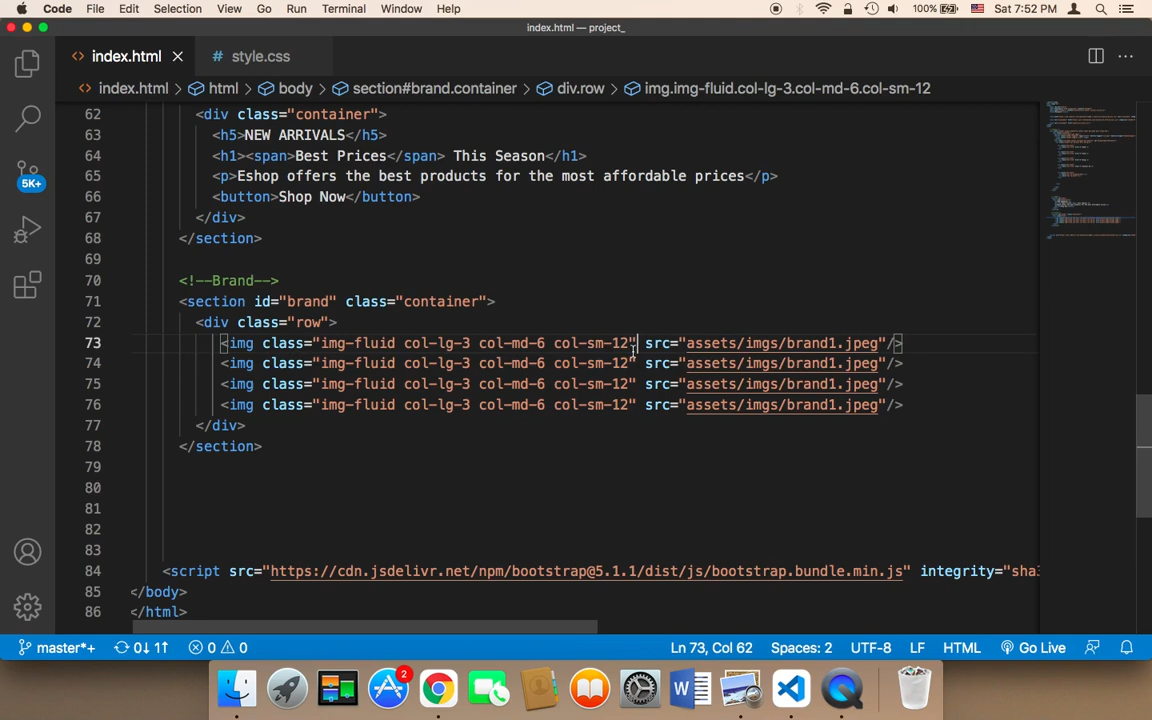 Code File Edit Selection View Go Run Terminal Window Help 100% Sat 7:52 PM
index.html — project_
<> index.html × # style.css
<> index.html > html > body > section#brand.container > div.row > img.img-fluid.col-lg-3.col-md-6.col-sm-12
62 <div class="container">
63 <h5>NEW ARRIVALS</h5>
64 <h1><span>Best Prices</span> This Season</h1>
65 <p>Eshop offers the best products for the most affordable prices</p>
66 <button>Shop Now</button>
67 </div>
68 </section>
69
70 <!--Brand-->
71 <section id="brand" class="container">
72 <div class="row">
73 <img class="img-fluid col-lg-3 col-md-6 col-sm-12" src="assets/imgs/brand1.jpeg"/>
74 <img class="img-fluid col-lg-3 col-md-6 col-sm-12" src="assets/imgs/brand1.jpeg"/>
75 <img class="img-fluid col-lg-3 col-md-6 col-sm-12" src="assets/imgs/brand1.jpeg"/>
76 <img class="img-fluid col-lg-3 col-md-6 col-sm-12" src="assets/imgs/brand1.jpeg"/>
77 </div>
78 </section>
79
80
81
82
83
84 <script src="https://cdn.jsdelivr.net/npm/bootstrap@5.1.1/dist/js/bootstrap.bundle.min.js" integrity="sha3
85 </body>
86 </html>
5K+
master*+ 0↓ 1↑ 0 0 Ln 73, Col 62 Spaces: 2 UTF-8 LF HTML Go Live
2